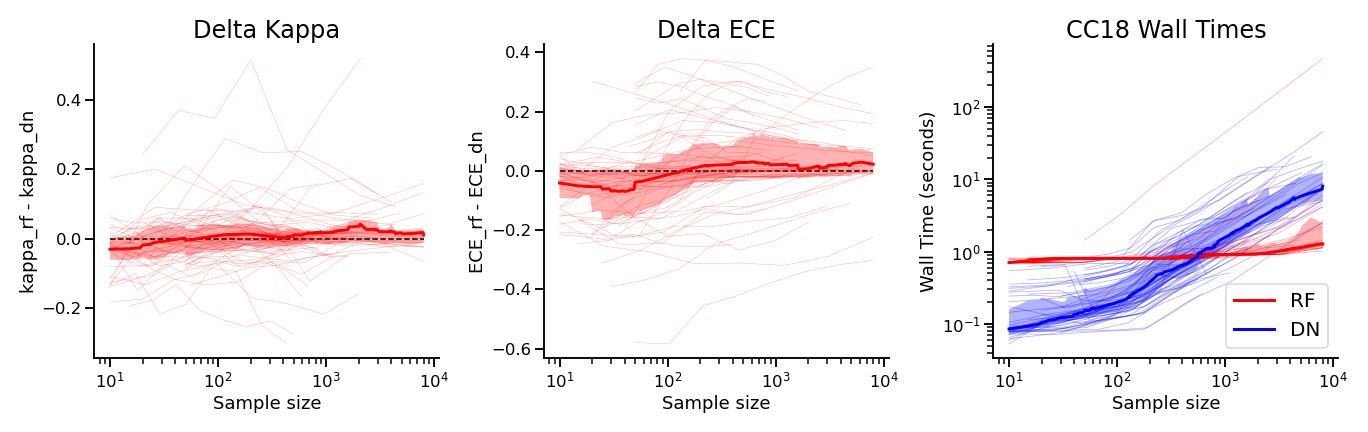 Delta Kappa
Delta ECE
CC18 Wall Times
kappa_rf - kappa_dn
0.4
0.2
0.0
−0.2
10^1
10^2
10^3
10^4
Sample size
ECE_rf - ECE_dn
0.4
0.2
0.0
−0.2
−0.4
−0.6
10^1
10^2
10^3
10^4
Sample size
Wall Time (seconds)
10^2
10^1
10^0
10^−1
10^1
10^2
10^3
10^4
Sample size
RF
DN